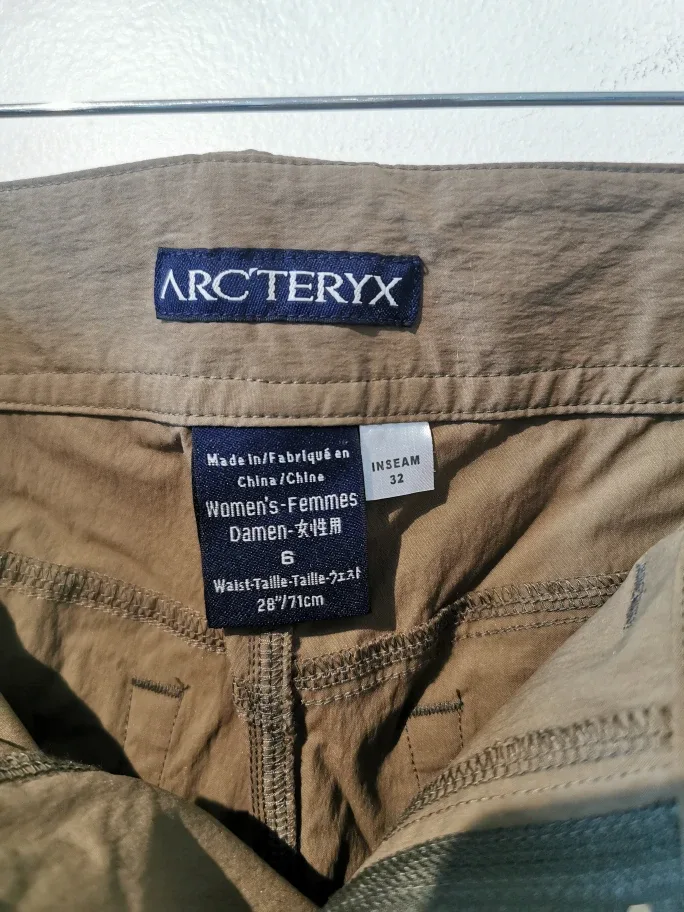 ARC'TERYX
Made in/Fabriqué en
China/Chine
Women's-Femmes
Damen-女性用
6
Waist-Taille-Taille-ウェスト
28"/71cm
INSEAM
32